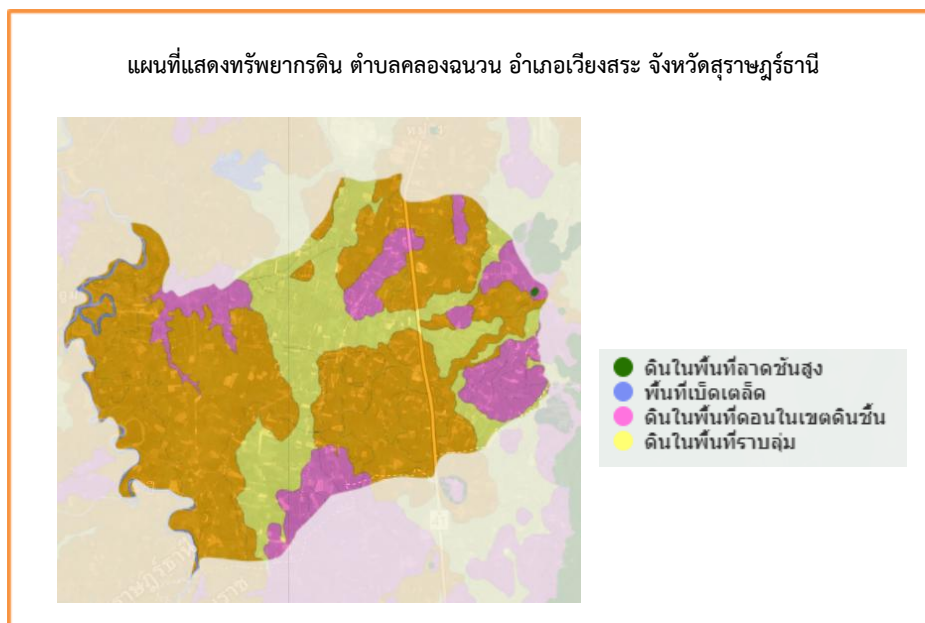 แผนที่แสดงทรัพยากรดิน ตำบลคลองฉนวน อำเภอเวียงสระ จังหวัดสุราษฎร์ธานี
ดินในพื้นที่ลาดชันสูง
พื้นที่เบ็ดเตล็ด
ดินในพื้นที่ดอนในเขตดินชื้น
ดินในพื้นที่ราบลุ่ม
41